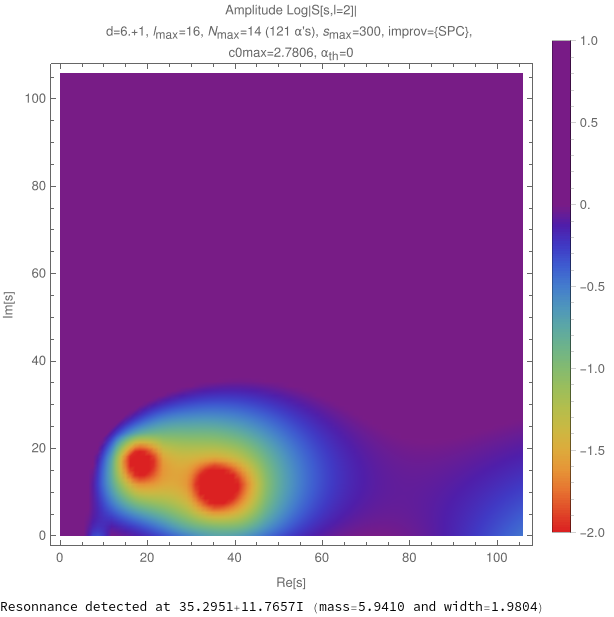 Amplitude Log|S[s,l=2]|
d=6.+1, lmax=16, Nmax=14 (121 α's), smax=300, improv={SPC},
c0max=2.7806, αth=0
1.0
100
0.5
80
0.
60
Im[s]
-0.5
40
-1.0
20
-1.5
0
-2.0
0 20 40 60 80 100
Re[s]
Resonnance detected at 35.2951+11.7657I (mass=5.9410 and width=1.9804)